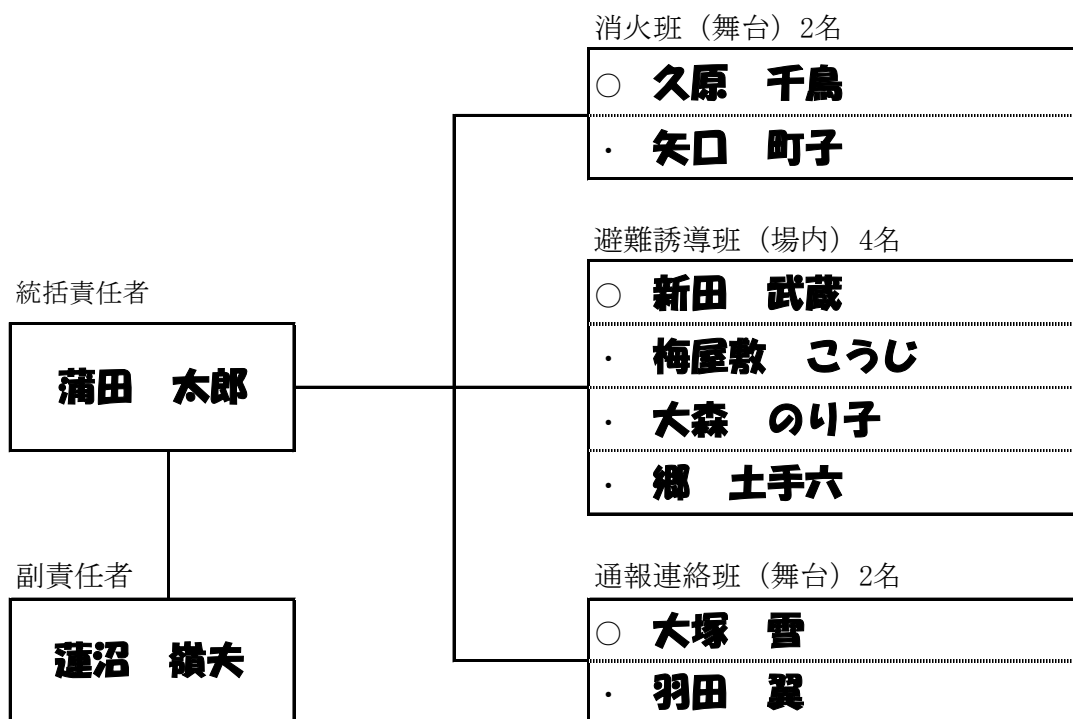 消火班（舞台）2名
○　久原　千鳥
・　矢口　町子
避難誘導班（場内）4名
○　新田　武蔵
・　梅屋敷　こうじ
・　大森　のり子
・　郷　土手六
統括責任者
蒲田　太郎
副責任者
蓮沼　嶺夫
通報連絡班（舞台）2名
○　大塚　雪
・　羽田　翼